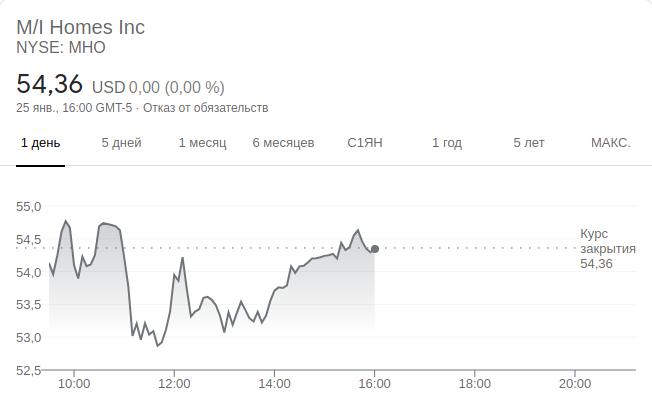 M/I Homes Inc
NYSE: MHO
54,36 USD 0,00 (0,00 %)
25 янв., 16:00 GMT-5 · Отказ от обязательств
1 день 5 дней 1 месяц 6 месяцев С1ЯН 1 год 5 лет МАКС.
55,0
54,5
54,0
53,5
53,0
52,5
Курс
закрытия
54,36
10:00 12:00 14:00 16:00 18:00 20:00